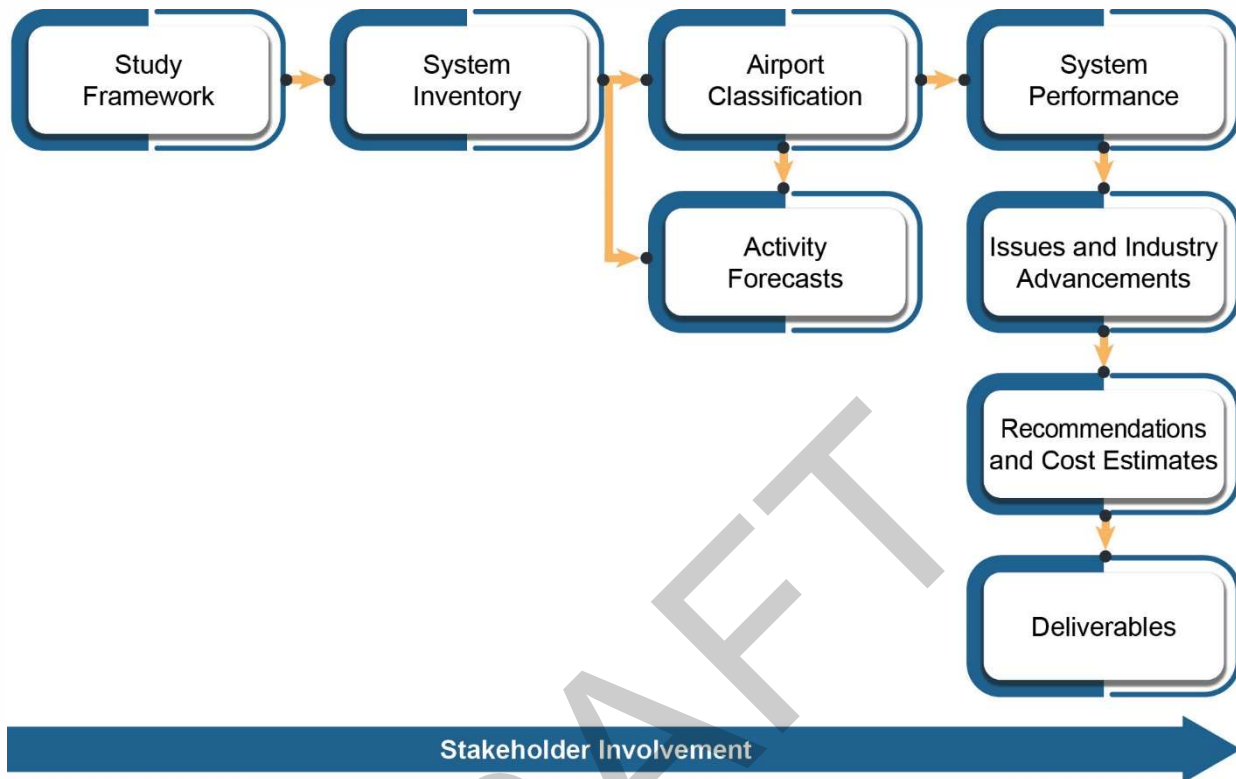 Study
Framework
System
Inventory
Airport
Classification
System
Performance
Activity
Forecasts
Issues and Industry
Advancements
Recommendations
and Cost Estimates
Deliverables
Stakeholder Involvement
RAFT